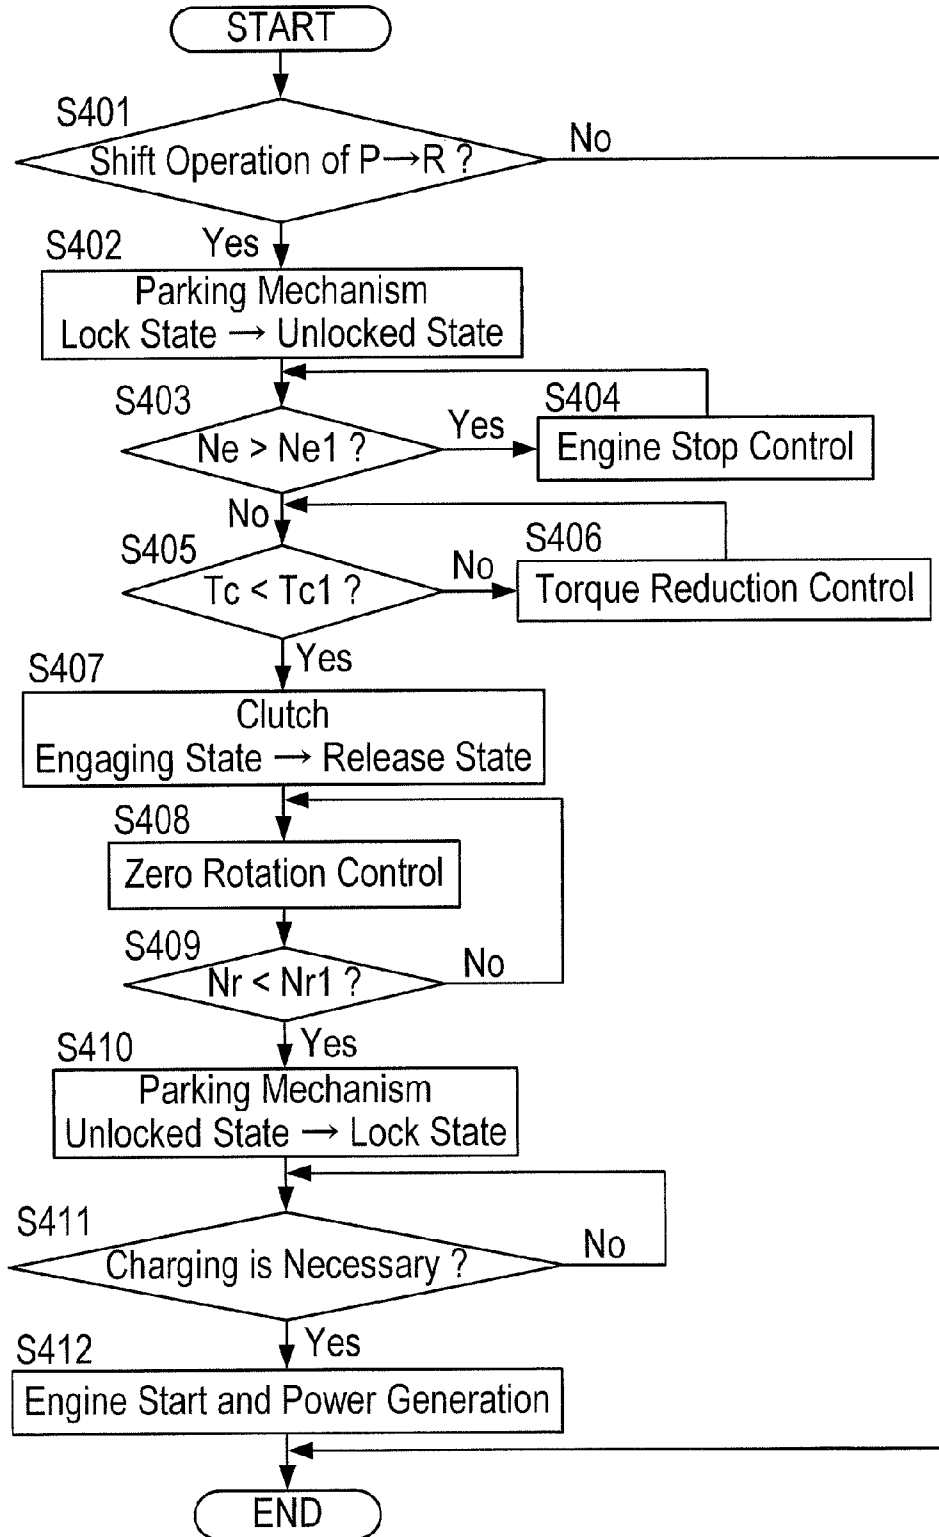 START
S401
Shift Operation of P→R ?
No
Yes
S402
Parking Mechanism
Lock State → Unlocked State
S403
Ne > Ne1 ?
Yes
S404
Engine Stop Control
No
S405
Tc < Tc1 ?
No
S406
Torque Reduction Control
Yes
S407
Clutch
Engaging State → Release State
S408
Zero Rotation Control
S409
Nr < Nr1 ?
No
Yes
S410
Parking Mechanism
Unlocked State → Lock State
S411
Charging is Necessary ?
No
Yes
S412
Engine Start and Power Generation
END